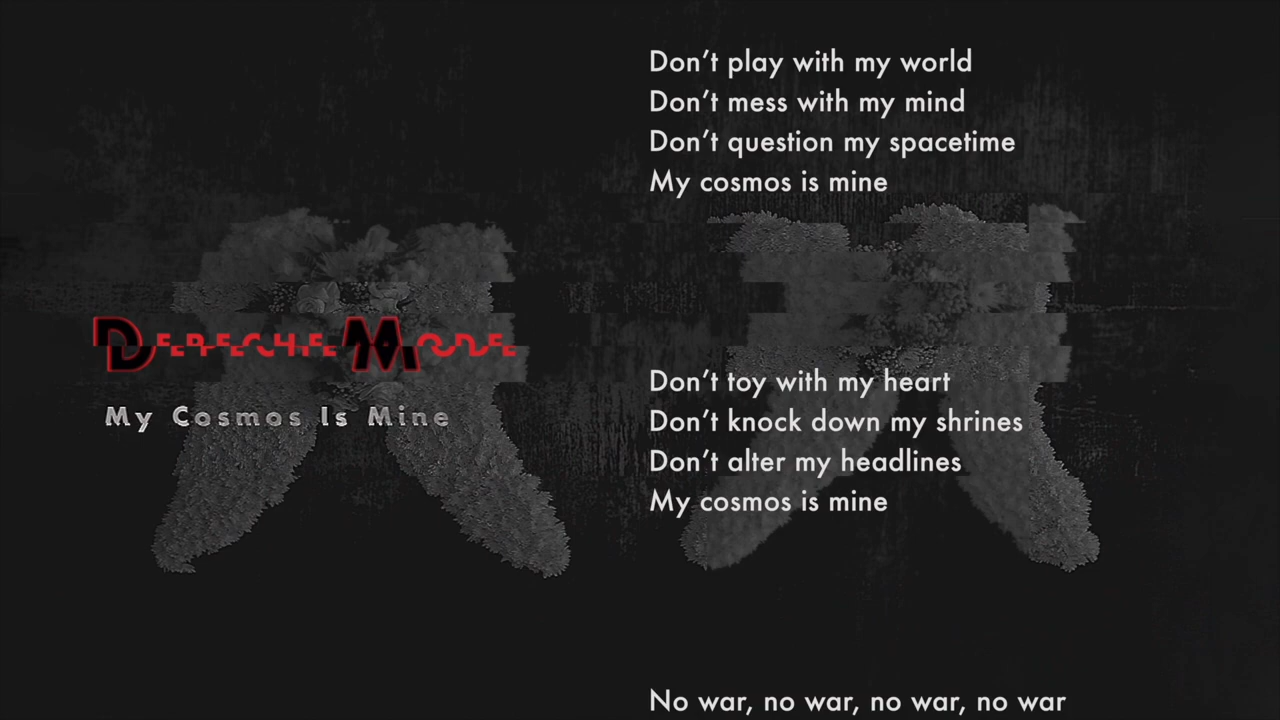 Don't play with my world
Don't mess with my mind
Don't question my spacetime
My cosmos is mine
Depeche Mode
My Cosmos Is Mine
Don't toy with my heart
Don't knock down my shrines
Don't alter my headlines
My cosmos is mine
No war, no war, no war, no war